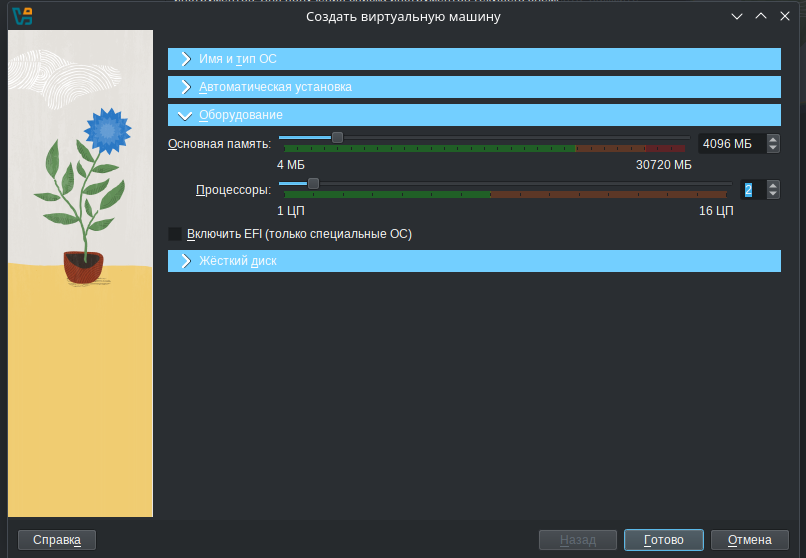 Создать виртуальную машину
Имя и тип ОС
Автоматическая установка
Оборудование
Основная память: 4096 МБ
4 МБ 30720 МБ
Процессоры: 2
1 ЦП 16 ЦП
Включить EFI (только специальные ОС)
Жёсткий диск
Справка Назад Готово Отмена